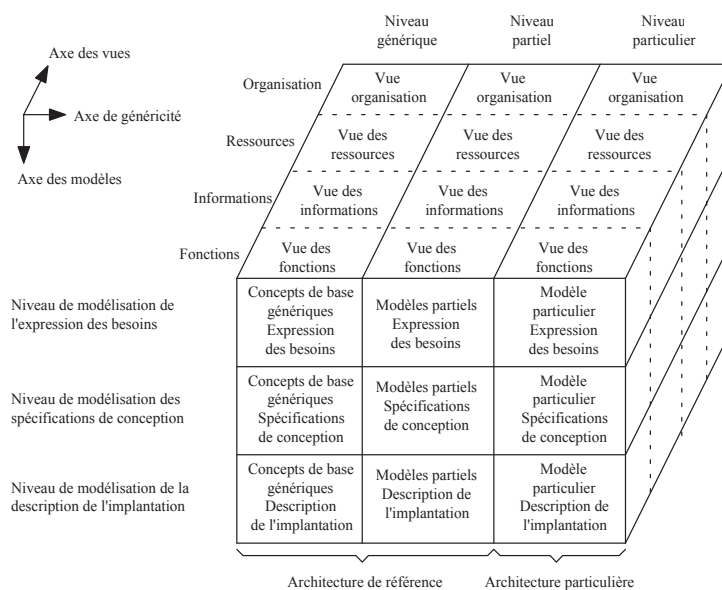 Niveau
générique
Niveau
partiel
Niveau
particulier
Axe des vues
Axe de généricité
Axe des modèles
Organisation
Vue
organisation
Vue
organisation
Vue
organisation
Ressources
Vue des
ressources
Vue des
ressources
Vue des
ressources
Informations
Vue des
informations
Vue des
informations
Vue des
informations
Fonctions
Vue des
fonctions
Vue des
fonctions
Vue des
fonctions
Niveau de modélisation de
l'expression des besoins
Concepts de base
génériques
Expression
des besoins
Modèles partiels
Expression
des besoins
Modèle
particulier
Expression
des besoins
Niveau de modélisation des
spécifications de conception
Concepts de base
génériques
Spécifications
de conception
Modèles partiels
Spécifications
de conception
Modèle
particulier
Spécifications
de conception
Niveau de modélisation de la
description de l'implantation
Concepts de base
génériques
Description
de l'implantation
Modèles partiels
Description de
l'implantation
Modèle
particulier
Description de
l'implantation
Architecture de référence
Architecture particulière